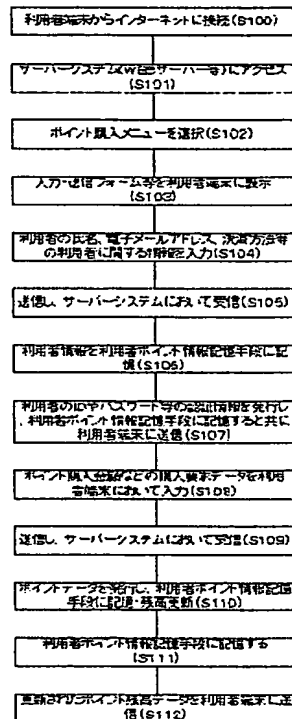 利用者端末からインターネットに接続(S100)
サーバーシステム(WEBサーバー等)にアクセス
(S101)
ポイント購入メニューを選択(S102)
入力・送信フォーム等を利用者端末に表示
(S103)
利用者の氏名、電子メールアドレス、決済方法等
の利用者に関する情報を入力(S104)
送信し、サーバーシステムにおいて受信(S105)
利用者情報を利用者ポイント情報記憶手段に記
憶(S106)
利用者のIDやパスワード等の認証情報を発行し
、利用者ポイント情報記憶手段に記憶すると共に
利用者端末に送信(S107)
ポイント購入金額などの購入要求データを利用
者端末において入力(S108)
送信し、サーバーシステムにおいて受信(S109)
ポイントデータを発行し、利用者ポイント情報記憶
手段に記憶・残高更新(S110)
利用者ポイント情報記憶手段に記憶する
(S111)
更新されたポイント残高データを利用者端末に送
信(S112)